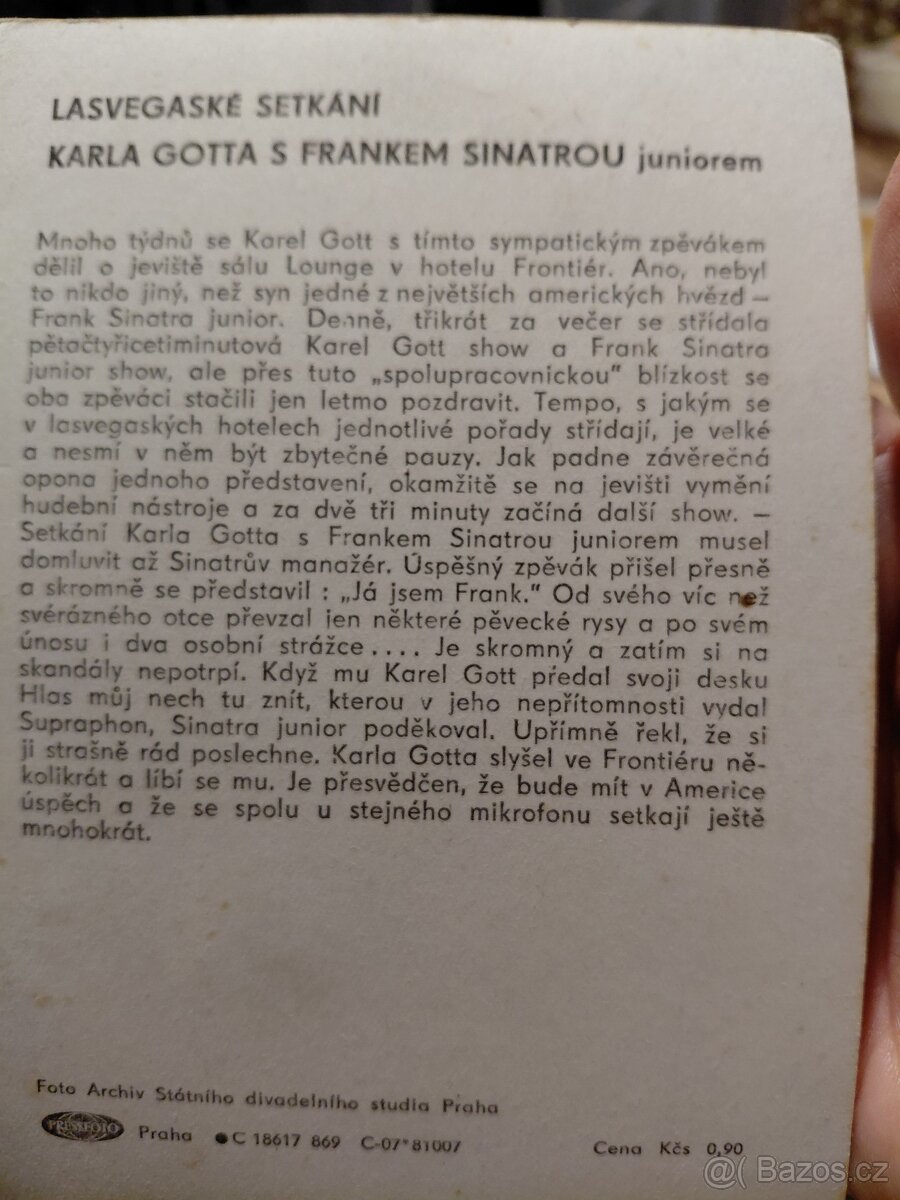 LASVEGASKÉ SETKÁNÍ
KARLA GOTTA S FRANKEM SINATROU juniorem
Mnoho týdnů se Karel Gott s tímto sympatickým zpěvákem
dělil o jeviště sálu Lounge v hotelu Frontiér. Ano, nebyl
to nikdo jiný, než syn jedné z největších amerických hvězd –
Frank Sinatra junior. Denně, třikrát za večer se střídala
pětačtyřicetiminutová Karel Gott show a Frank Sinatra
junior show, ale přes tuto „spolupracovnickou" blízkost se
oba zpěváci stačili jen letmo pozdravit. Tempo, s jakým se
v lasvegaských hotelech jednotlivé pořady střídají, je velké
a nesmí v něm být zbytečné pauzy. Jak padne závěrečná
opona jednoho představení, okamžitě se na jevišti vymění
hudební nástroje a za dvě tři minuty začíná další show. –
Setkání Karla Gotta s Frankem Sinatrou juniorem musel
domluvit až Sinatrův manažér. Úspěšný zpěvák přišel přesně
a skromně se představil : „Já jsem Frank." Od svého víc než
svérázného otce převzal jen některé pěvecké rysy a po svém
únosu i dva osobní strážce .... Je skromný a zatím si na
skandály nepotrpí. Když mu Karel Gott předal svoji desku
Hlas můj nech tu znít, kterou v jeho nepřítomnosti vydal
Supraphon, Sinatra junior poděkoval. Upřímně řekl, že si
ji strašně rád poslechne. Karla Gotta slyšel ve Frontiéru ně-
kolikrát a líbí se mu. Je přesvědčen, že bude mít v Americe
úspěch a že se spolu u stejného mikrofonu setkají ještě
mnohokrát.
Foto Archiv Státního divadelního studia Praha
PRESSFOTO Praha ●C 18617 869 C-07*81007 Cena Kčs 0,90
@( Bazos.cz